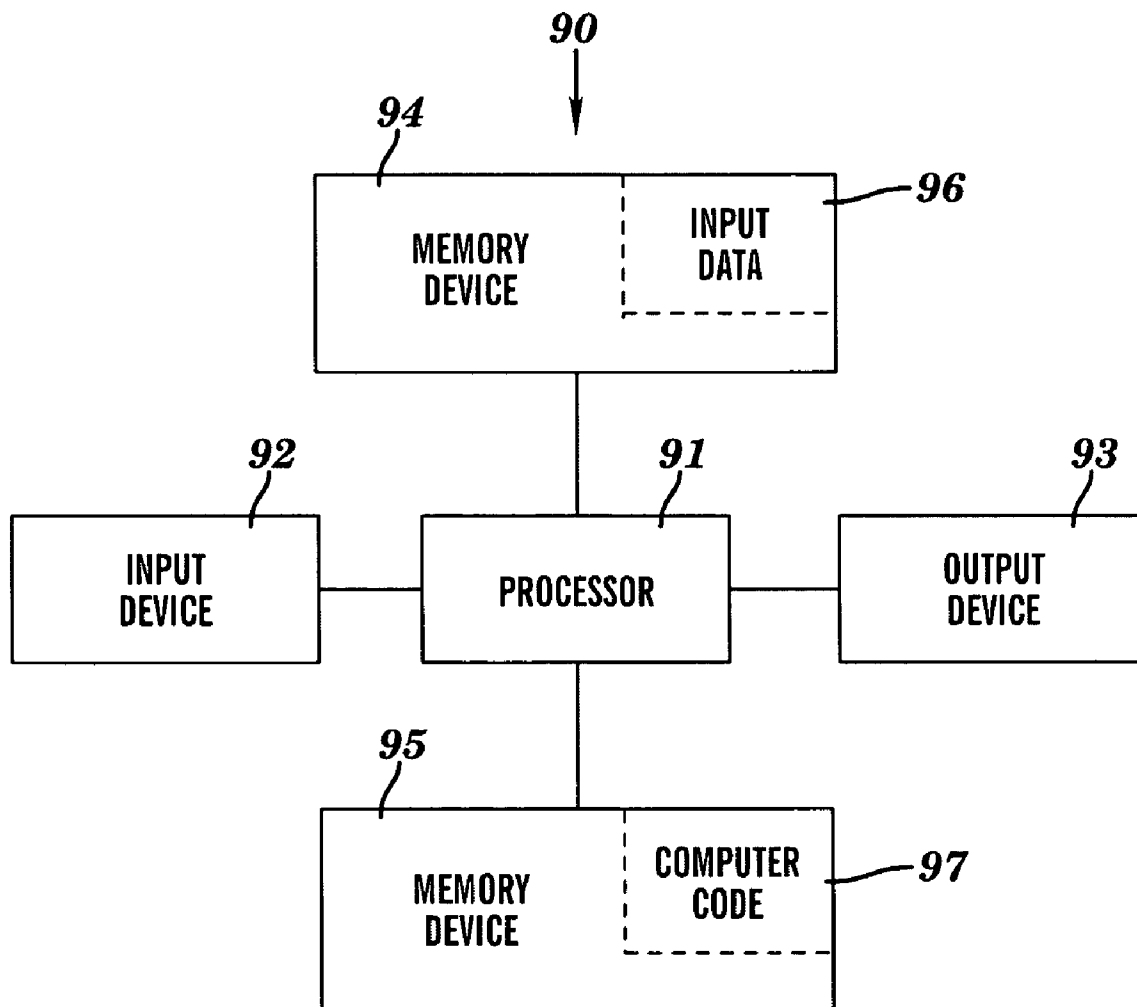 90
94
96
MEMORY
DEVICE
INPUT
DATA
92
91
93
INPUT
DEVICE
PROCESSOR
OUTPUT
DEVICE
95
97
MEMORY
DEVICE
COMPUTER
CODE